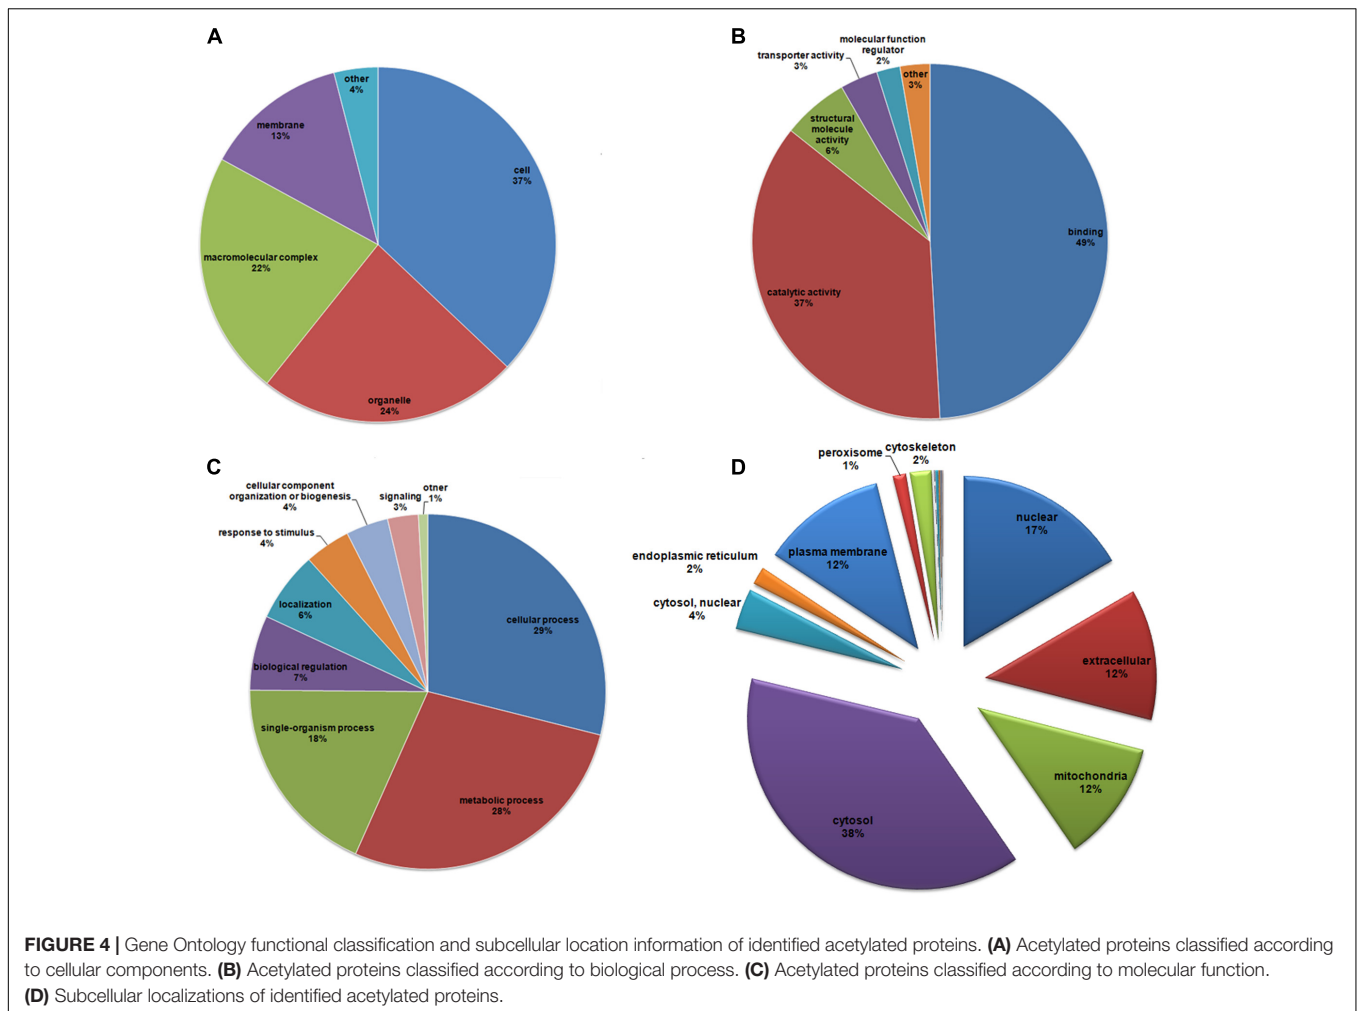 A
other
4%
membrane
13%
cell
37%
macromolecular complex
22%
organelle
24%
B
molecular function
regulator
2%
transporter activity
3%
other
3%
structural
molecule
activity
6%
binding
49%
catalytic activity
37%
C
cellular component
organization or biogenesis
4%
signaling
3%
other
1%
response to stimulus
4%
localization
6%
cellular process
29%
biological regulation
7%
single-organism process
18%
metabolic process
28%
D
peroxisome
1%
cytoskeleton
2%
nuclear
17%
plasma membrane
12%
endoplasmic reticulum
2%
cytosol, nuclear
4%
extracellular
12%
mitochondria
12%
cytosol
38%
FIGURE 4 | Gene Ontology functional classification and subcellular location information of identified acetylated proteins. (A) Acetylated proteins classified according
to cellular components. (B) Acetylated proteins classified according to biological process. (C) Acetylated proteins classified according to molecular function.
(D) Subcellular localizations of identified acetylated proteins.